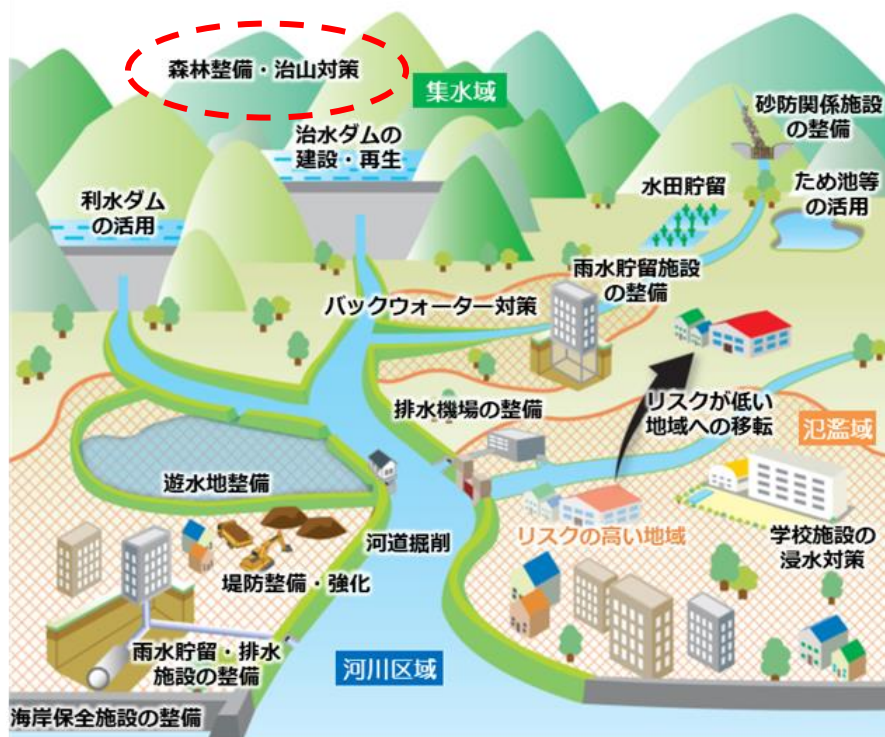 森林整備・治山対策
集水域
砂防関係施設
の整備
治水ダムの
建設・再生
水田貯留
ため池等
の活用
利水ダム
の活用
雨水貯留施設
の整備
バックウォーター対策
排水機場の整備
リスクが低い
地域への移転
氾濫域
遊水地整備
リスクの高い地域
学校施設の
浸水対策
河道掘削
堤防整備・強化
雨水貯留・排水
施設の整備
河川区域
海岸保全施設の整備